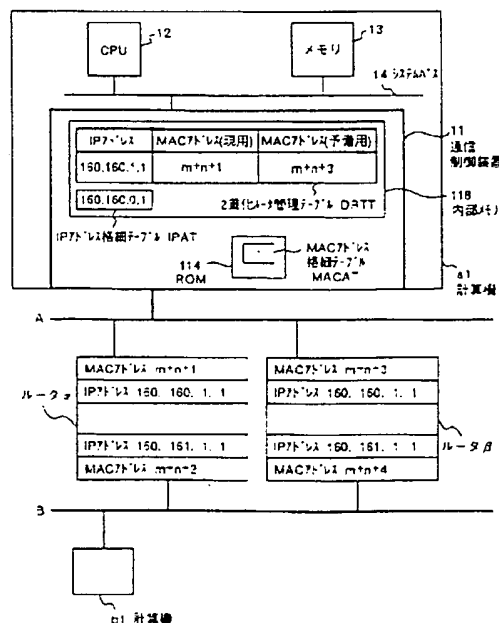 12
13
CPU
メモリ
14 システムバス
IPアドレス
MACアドレス(現用)
MACアドレス(予備用)
160.160.1.1
m+n+1
m+n+3
160.160.0.1
2重化ルータ管理テーブル DRTT
IPアドレス格納テーブル IPAT
11
通信
制御装置
118
内部メモリ
114
ROM
MACアドレス
格納テーブル
MACAT
a1
計算機
A
MACアドレス m+n+1
IPアドレス 160. 160. 1. 1
IPアドレス 160. 161. 1. 1
MACアドレス m+n+2
ルータα
MACアドレス m+n+3
IPアドレス 160. 160. 1. 1
IPアドレス 160. 161. 1. 1
MACアドレス m+n+4
ルータβ
B
b1 計算機